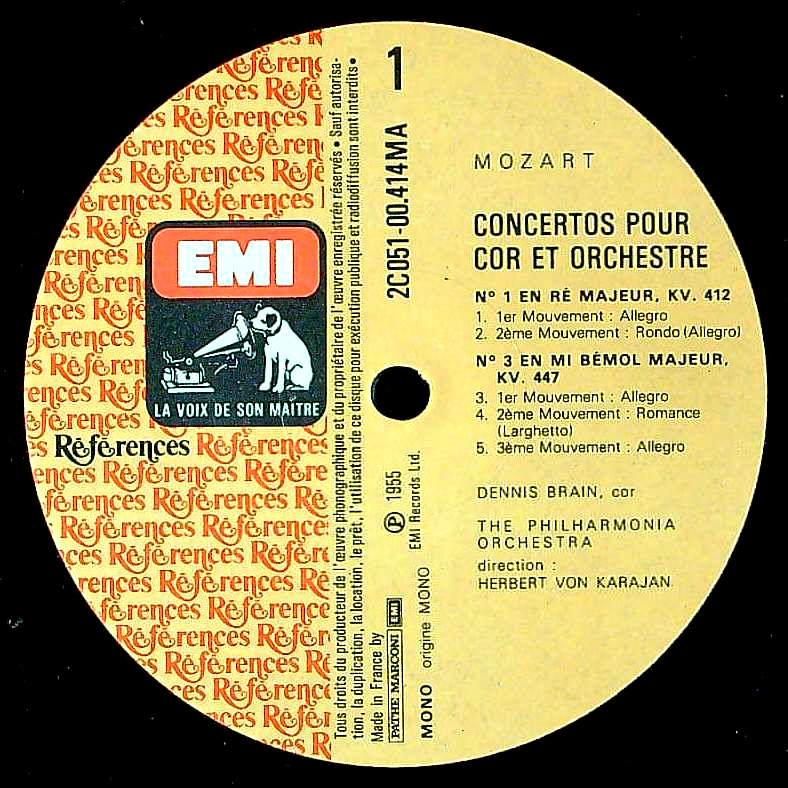 EMI
LA VOIX DE SON MAITRE
Références
Tous droits du producteur de l'œuvre phonographique et du propriétaire de l'œuvre enregistrée réservés • Sauf autorisa-
tion, la duplication, la location, le prêt, l'utilisation de ce disque pour exécution publique et radiodiffusion sont interdits •
Made in France by
PATHE MARCONI EMI
MONO origine MONO
℗ 1955
EMI Records Ltd.
2C051-00.414MA
1
MOZART
CONCERTOS POUR
COR ET ORCHESTRE
Nº 1 EN RÉ MAJEUR, KV. 412
1. 1er Mouvement : Allegro
2. 2ème Mouvement : Rondo (Allegro)
Nº 3 EN MI BÉMOL MAJEUR,
KV. 447
3. 1er Mouvement : Allegro
4. 2ème Mouvement : Romance
(Larghetto)
5. 3ème Mouvement : Allegro
DENNIS BRAIN, cor
THE PHILHARMONIA
ORCHESTRA
direction :
HERBERT VON KARAJAN